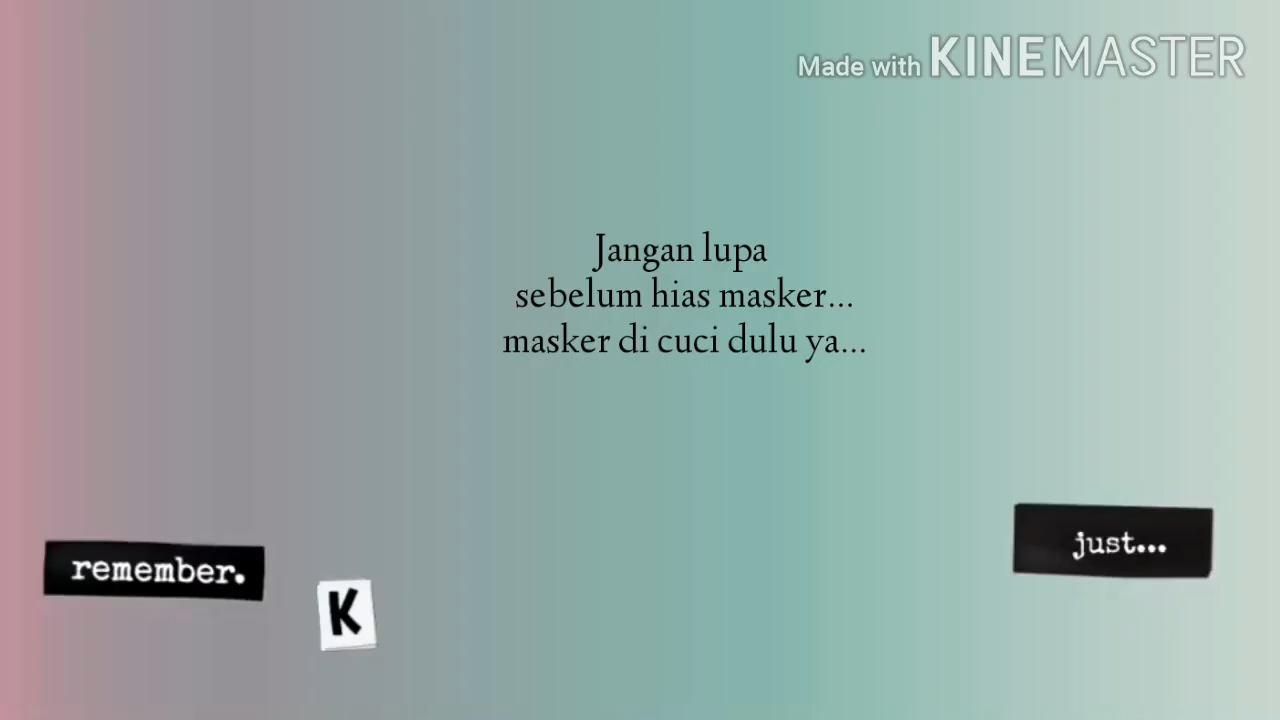 Made with KINEMASTER
Jangan lupa
sebelum hias masker...
masker di cuci dulu ya...
just...
remember.
K